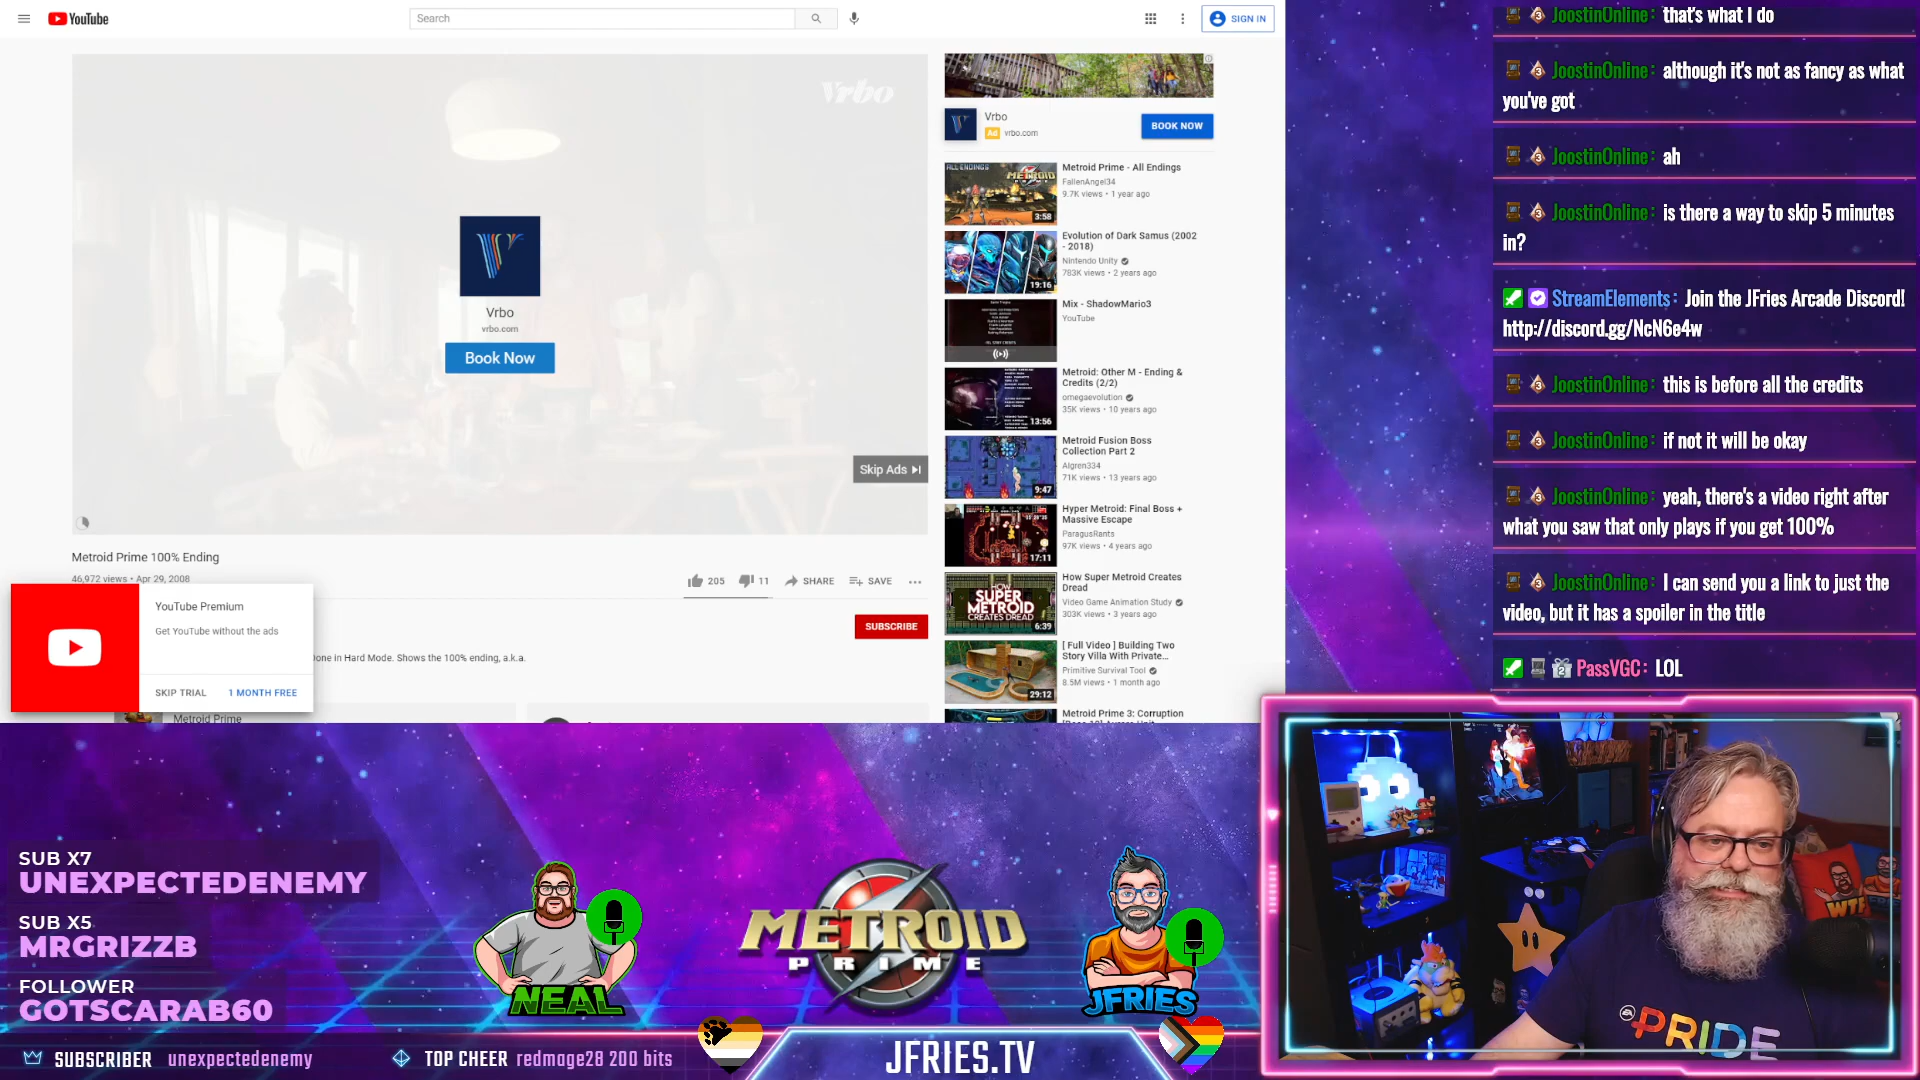 YouTube
Search
SIGN IN
Vrbo
Vrbo
vrbo.com
Book Now
Skip Ads
Vrbo
Ad vrbo.com
BOOK NOW
ALL ENDINGS
METROID
PRIME
3:58
Metroid Prime - All Endings
FallenAngel34
9.7K views • 1 year ago
19:16
Evolution of Dark Samus (2002
- 2018)
Nintendo Unity
783K views • 2 years ago
Mix - ShadowMario3
YouTube
13:56
Metroid: Other M - Ending &
Credits (2/2)
omegaevolution
35K views • 10 years ago
9:47
Metroid Fusion Boss
Collection Part 2
Algren334
71K views • 13 years ago
17:11
Hyper Metroid: Final Boss +
Massive Escape
ParagusRants
97K views • 4 years ago
HOW
SUPER
METROID
CREATES DREAD
6:39
How Super Metroid Creates
Dread
Video Game Animation Study
303K views • 3 years ago
29:12
[ Full Video ] Building Two
Story Villa With Private...
Primitive Survival Tool
8.5M views • 1 month ago
Metroid Prime 3: Corruption
Metroid Prime 100% Ending
46,972 views • Apr 29, 2008
205
11
SHARE
SAVE
SUBSCRIBE
Done in Hard Mode. Shows the 100% ending, a.k.a.
YouTube Premium
Get YouTube without the ads
SKIP TRIAL
1 MONTH FREE
Metroid Prime
JoostinOnline: that's what I do
JoostinOnline: although it's not as fancy as what
you've got
JoostinOnline: ah
JoostinOnline: is there a way to skip 5 minutes
in?
StreamElements: Join the JFries Arcade Discord!
http://discord.gg/NcN6e4w
JoostinOnline: this is before all the credits
JoostinOnline: if not it will be okay
JoostinOnline: yeah, there's a video right after
what you saw that only plays if you get 100%
JoostinOnline: I can send you a link to just the
video, but it has a spoiler in the title
PassVGC: LOL
SUB X7
UNEXPECTEDENEMY
SUB X5
MRGRIZZB
FOLLOWER
GOTSCARAB60
NEAL
METROID
PRIME
JFRIES
SUBSCRIBER unexpectedenemy
TOP CHEER redmage28 200 bits
JFRIES.TV
WTF
EA PRIDE